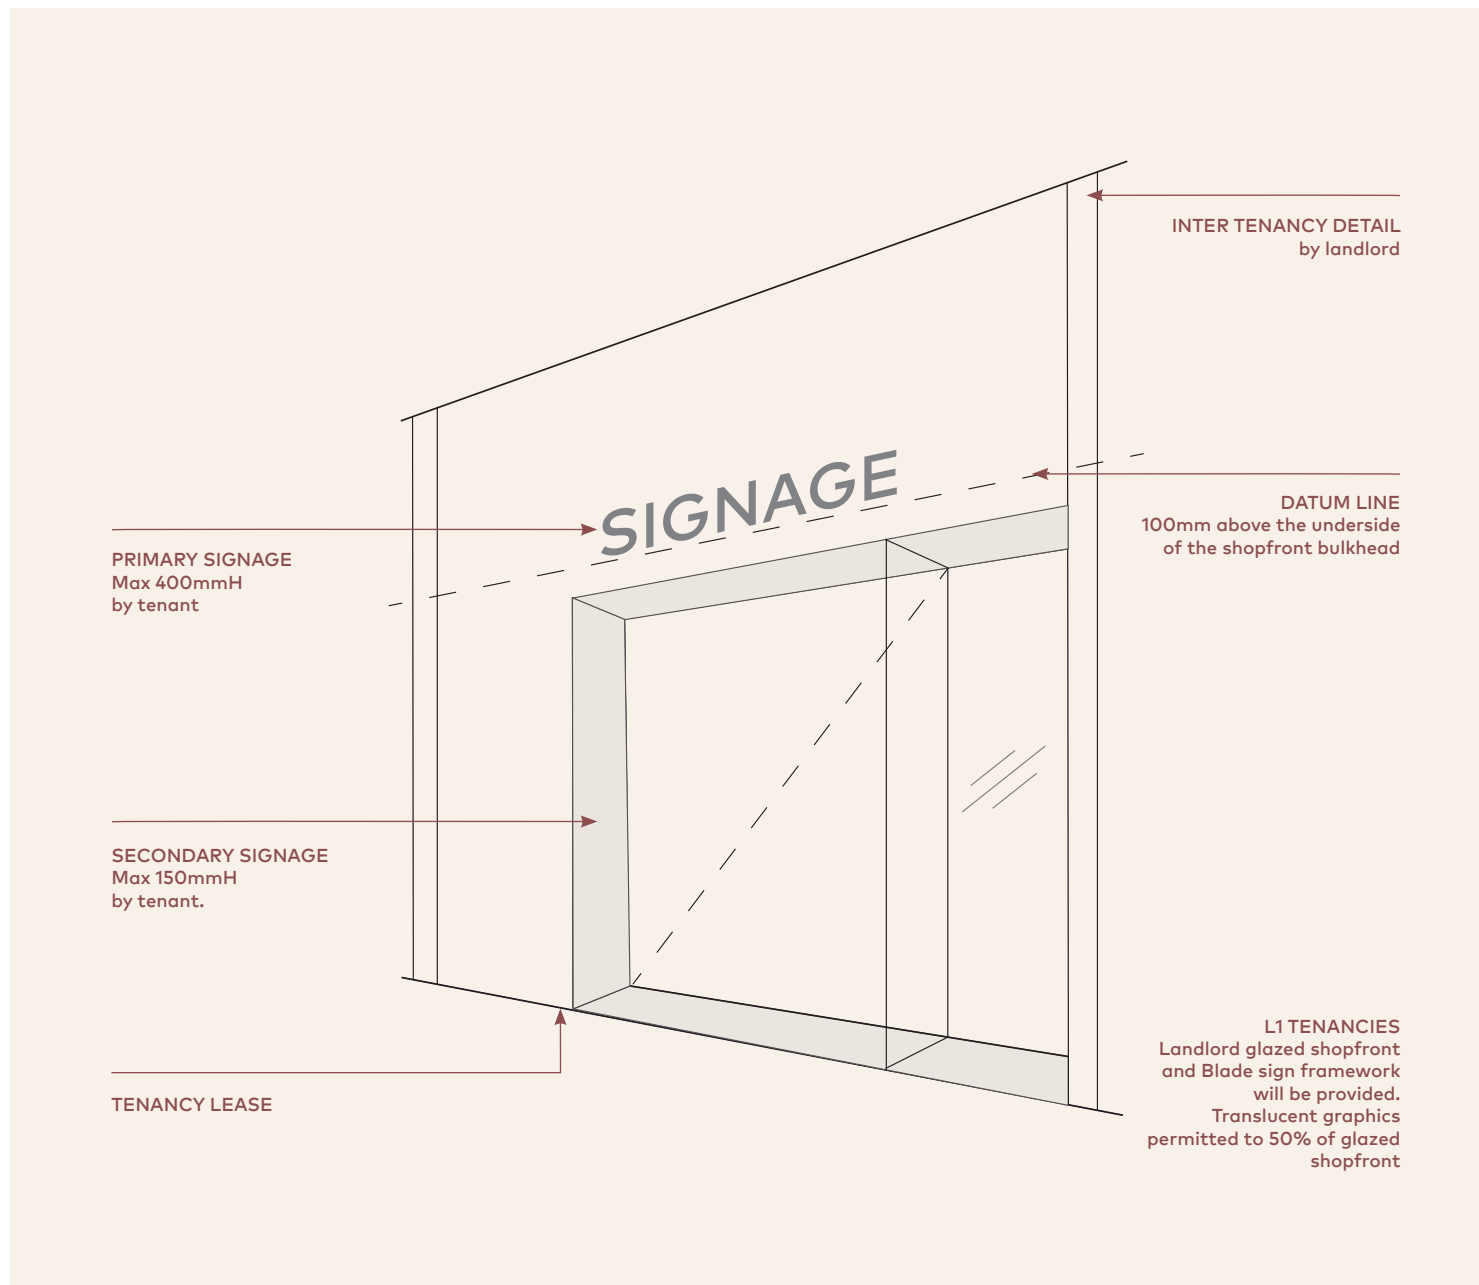 INTER TENANCY DETAIL
by landlord
SIGNAGE
DATUM LINE
100mm above the underside
of the shopfront bulkhead
PRIMARY SIGNAGE
Max 400mmH
by tenant
SECONDARY SIGNAGE
Max 150mmH
by tenant.
TENANCY LEASE
L1 TENANCIES
Landlord glazed shopfront
and Blade sign framework
will be provided.
Translucent graphics
permitted to 50% of glazed
shopfront